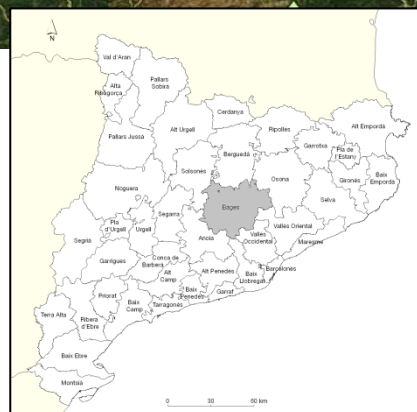 N
Val d'Aran
Pallars
Sobirà
Alta
Ribagorça
Cerdanya
Alt Urgell
Ripollès
Alt Empordà
Pallars Jussà
Berguedà
Garrotxa
Pla de
l'Estany
Solsonès
Osona
Gironès
Baix
Empordà
Noguera
Selva
Bages
Segarra
Pla
d'Urgell
Urgell
Vallès Oriental
Anoia
Vallès
Occidental
Maresme
Segrià
Conca de
Barberà
Garrigues
Alt
Camp
Alt Penedès
Baix
Llobregat
Barcelonès
Priorat
Baix
Penedès
Garraf
Baix
Camp
Tarragonès
Terra Alta
Ribera
d'Ebre
Baix Ebre
Montsià
0 30 60 km